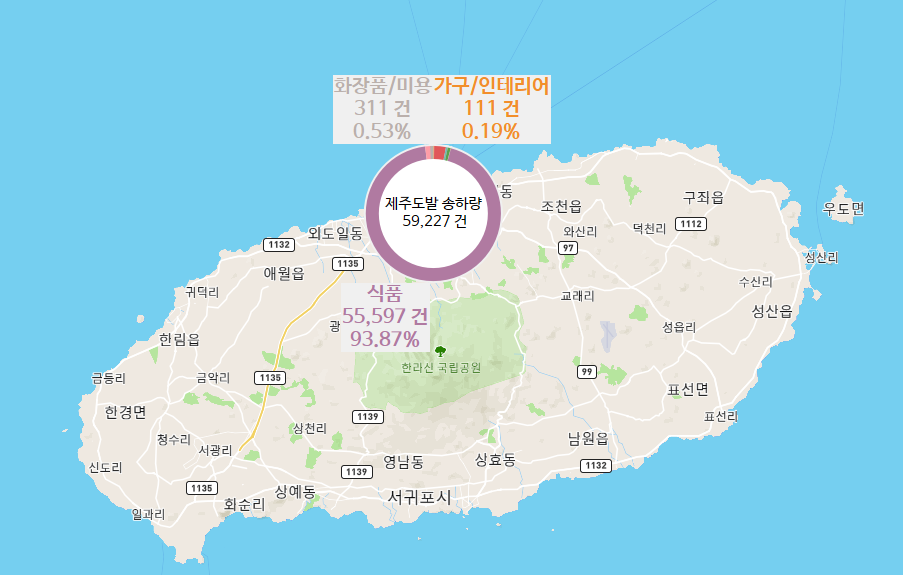 화장품/미용
311 건
0.53%
가구/인테리어
111 건
0.19%
제주도발 송하량
59,227 건
식품
55,597 건
93.87%
동
조천읍
구좌읍
우도면
와산리
덕천리
1112
97
외도일동
1132
1135
애월읍
귀덕리
성산리
수산리
교래리
성산읍
성읍리
광
한림읍
한라산 국립공원
금등리
금악리
1135
99
표선면
한경면
1139
표선리
상천리
청수리
서광리
남원읍
신도리
영남동
상효동
1139
1132
1135
상예동
서귀포시
회순리
일과리